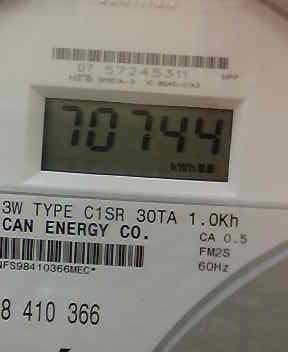 07 57245311
70744
kWh
3W TYPE C1SR 30TA 1.0Kh
CAN ENERGY CO.
CA 0.5
FM2S
60Hz
NFS98410366MEC*
8 410 366